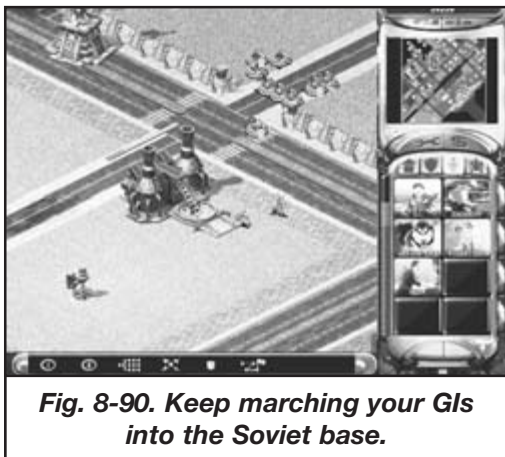 Fig. 8-90. Keep marching your GIs
into the Soviet base.